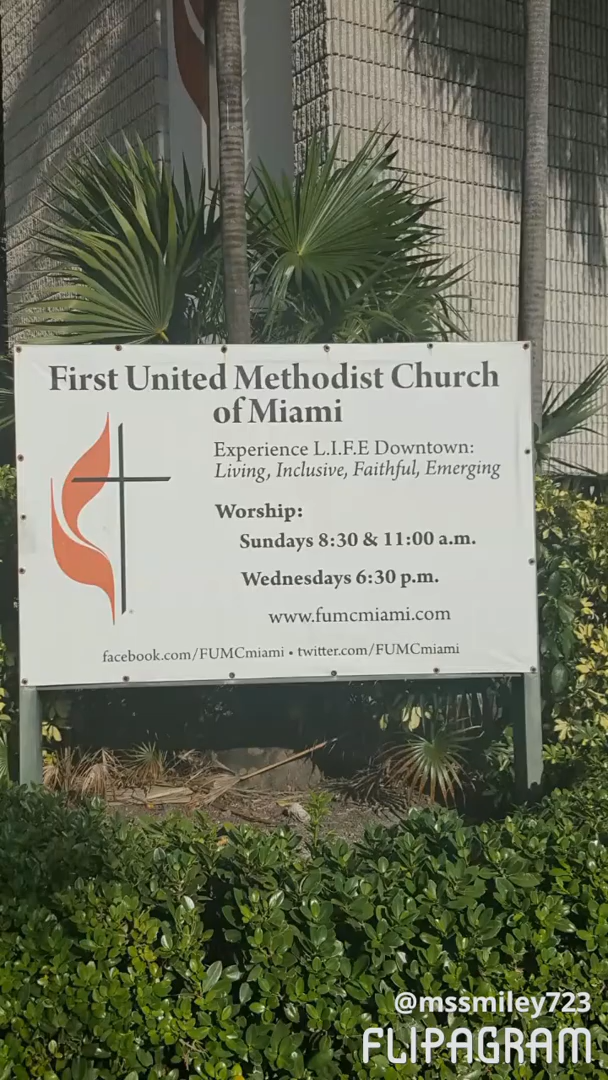 First United Methodist Church
of Miami
Experience L.I.F.E Downtown:
Living, Inclusive, Faithful, Emerging
Worship:
Sundays 8:30 & 11:00 a.m.
Wednesdays 6:30 p.m.
www.fumcmiami.com
facebook.com/FUMCmiami • twitter.com/FUMCmiami
@mssmiley723
FLIPAGRAM